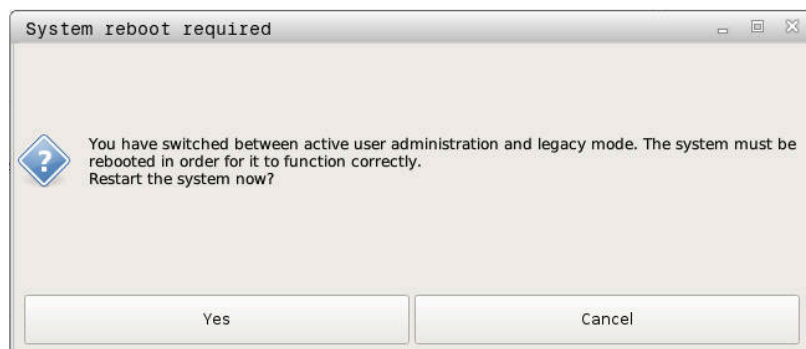 System reboot required
You have switched between active user administration and legacy mode. The system must be
rebooted in order for it to function correctly.
Restart the system now?
Yes
Cancel